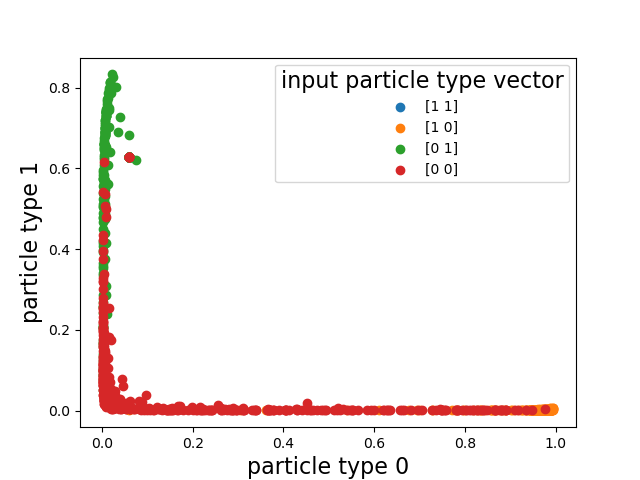 input particle type vector
[1 1]
[1 0]
[0 1]
[0 0]
particle type 1
0.8
0.6
0.4
0.2
0.0
0.0 0.2 0.4 0.6 0.8 1.0
particle type 0